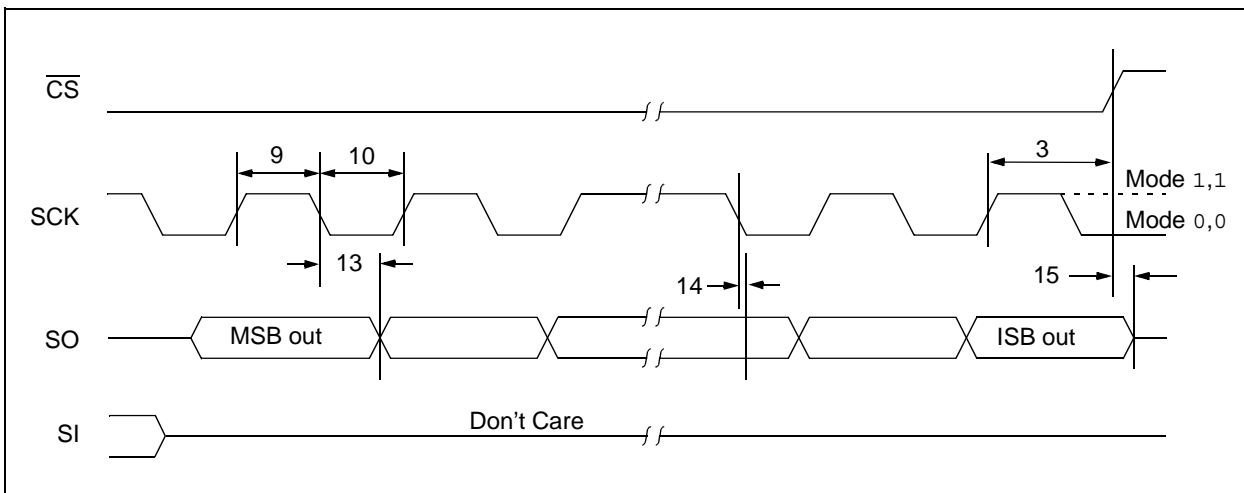 CS
9
10
3
Mode 1,1
SCK
Mode 0,0
13
14
15
SO
MSB out
ISB out
Don't Care
SI